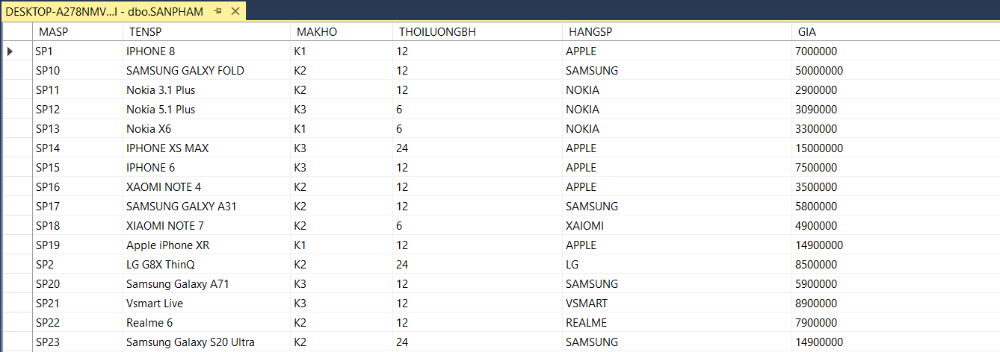 DESKTOP-A278NMV...I - dbo.SANPHAM
MASP TENSP MAKHO THOILUONGBH HANGSP GIA
SP1 IPHONE 8 K1 12 APPLE 7000000
SP10 SAMSUNG GALXY FOLD K2 12 SAMSUNG 50000000
SP11 Nokia 3.1 Plus K2 12 NOKIA 2900000
SP12 Nokia 5.1 Plus K3 6 NOKIA 3090000
SP13 Nokia X6 K1 6 NOKIA 3300000
SP14 IPHONE XS MAX K3 24 APPLE 15000000
SP15 IPHONE 6 K3 12 APPLE 7500000
SP16 XAOMI NOTE 4 K2 12 APPLE 3500000
SP17 SAMSUNG GALXY A31 K2 12 SAMSUNG 5800000
SP18 XIAOMI NOTE 7 K2 6 XAIOMI 4900000
SP19 Apple iPhone XR K1 12 APPLE 14900000
SP2 LG G8X ThinQ K2 24 LG 8500000
SP20 Samsung Galaxy A71 K3 12 SAMSUNG 5900000
SP21 Vsmart Live K3 12 VSMART 8900000
SP22 Realme 6 K2 12 REALME 7900000
SP23 Samsung Galaxy S20 Ultra K2 24 SAMSUNG 14900000